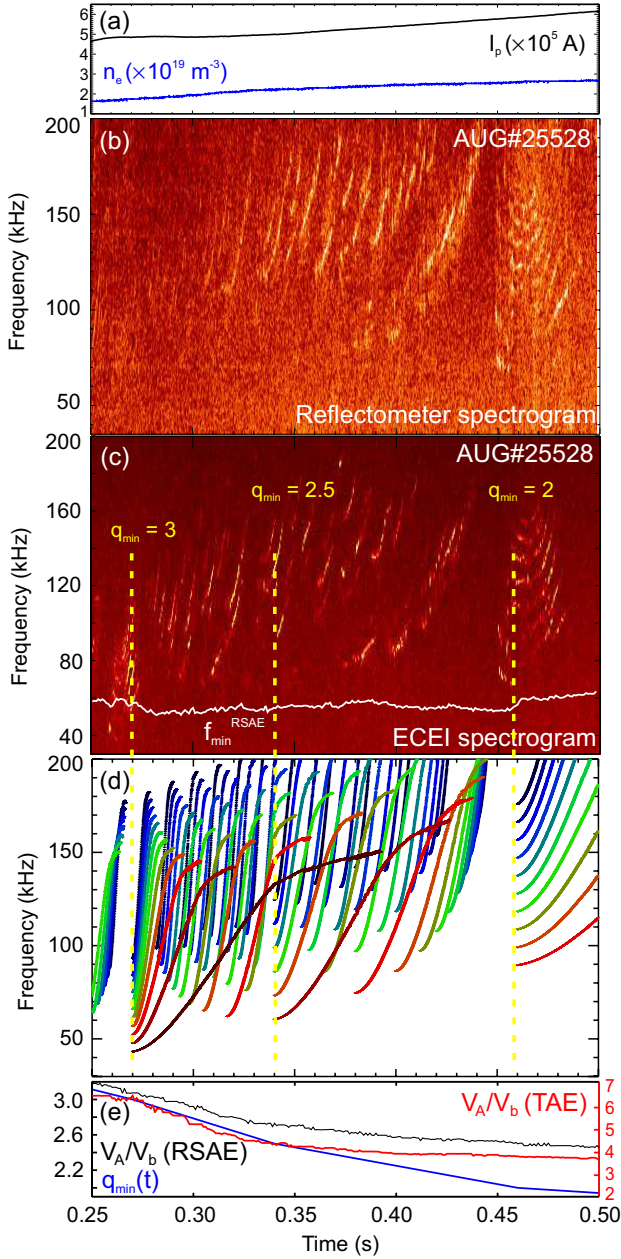 (a)
6
5
4
3
2
1
I_p (×10^5 A)
n_e (×10^19 m^-3)
(b)
AUG#25528
200
150
100
50
Frequency (kHz)
Reflectometer spectrogram
(c)
AUG#25528
200
160
120
80
40
Frequency (kHz)
q_min = 3
q_min = 2.5
q_min = 2
f_min^RSAE
ECEI spectrogram
(d)
200
150
100
50
Frequency (kHz)
(e)
3.0
2.6
2.2
V_A/V_b (TAE)
V_A/V_b (RSAE)
q_min(t)
7
6
5
4
3
2
0.25 0.30 0.35 0.40 0.45 0.50
Time (s)